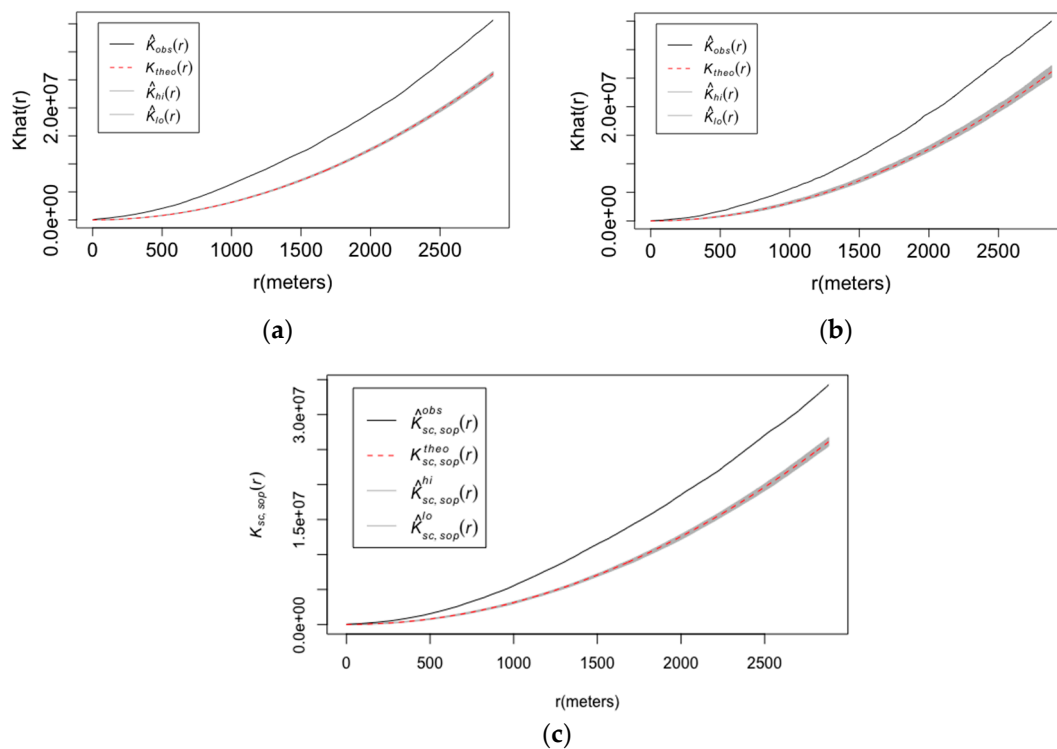 K̂obs(r)
Ktheo(r)
K̂hi(r)
K̂lo(r)
Khat(r)
0.0e+00
2.0e+07
0 500 1000 1500 2000 2500
r(meters)
(a)
K̂obs(r)
Ktheo(r)
K̂hi(r)
K̂lo(r)
Khat(r)
0.0e+00
2.0e+07
0 500 1000 1500 2000 2500
r(meters)
(b)
K̂sc, sop obs(r)
Ksc, sop theo(r)
K̂sc, sop hi(r)
K̂sc, sop lo(r)
Ksc, sop(r)
0.0e+00
1.5e+07
3.0e+07
0 500 1000 1500 2000 2500
r(meters)
(c)